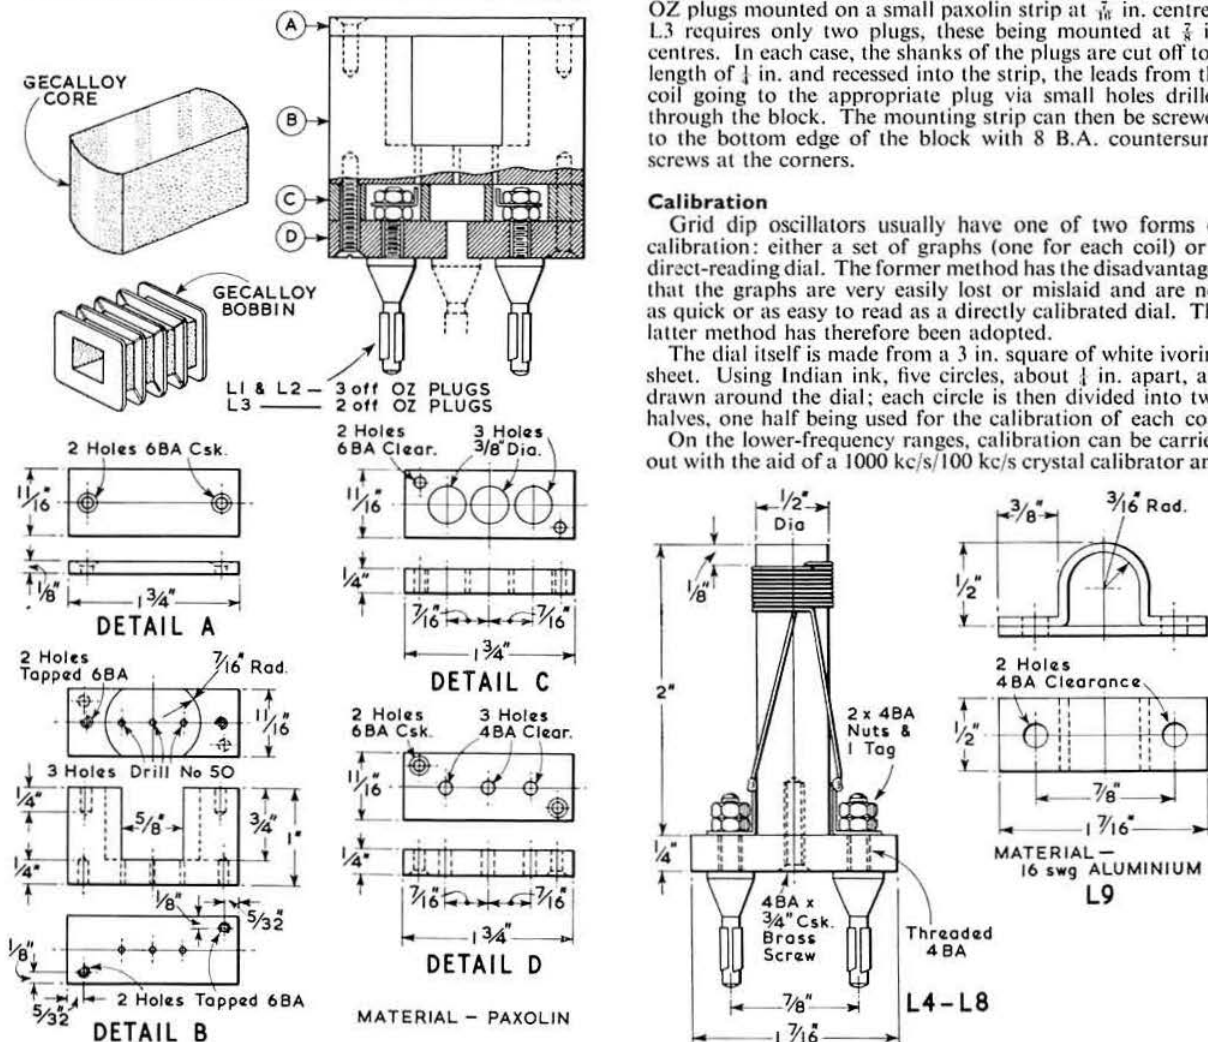 GECALLOY
CORE
A
B
C
D
GECALLOY
BOBBIN
L1 & L2 — 3 off OZ PLUGS
L3 — 2 off OZ PLUGS
2 Holes 6BA Csk.
11/16"
1/8"
1 3/4"
DETAIL A
2 Holes
6BA Clear.
3 Holes
3/8" Dia.
11/16"
1/4"
7/16"
7/16"
1 3/4"
DETAIL C
2 Holes
Tapped 6BA
7/16" Rad.
11/16"
3 Holes Drill No 50
1/4"
5/8"
3/4"
1"
1/4"
1/8"
5/32"
1/8"
5/32"
2 Holes Tapped 6BA
DETAIL B
2 Holes
6BA Csk.
3 Holes
4BA Clear.
11/16"
1/4"
7/16"
7/16"
1 3/4"
DETAIL D
MATERIAL — PAXOLIN
OZ plugs mounted on a small paxolin strip at 7/16 in. centre
L3 requires only two plugs, these being mounted at 7/8 i
centres. In each case, the shanks of the plugs are cut off to
length of 1/4 in. and recessed into the strip, the leads from t
coil going to the appropriate plug via small holes drille
through the block. The mounting strip can then be screwe
to the bottom edge of the block with 8 B.A. countersun
screws at the corners.
Calibration
Grid dip oscillators usually have one of two forms
calibration: either a set of graphs (one for each coil) or
direct-reading dial. The former method has the disadvantag
that the graphs are very easily lost or mislaid and are n
as quick or as easy to read as a directly calibrated dial. Th
latter method has therefore been adopted.
The dial itself is made from a 3 in. square of white ivorin
sheet. Using Indian ink, five circles, about 1/4 in. apart, a
drawn around the dial; each circle is then divided into tw
halves, one half being used for the calibration of each co
On the lower-frequency ranges, calibration can be carrie
out with the aid of a 1000 kc/s/100 kc/s crystal calibrator an
1/2"
Dia
1/8"
2"
2 x 4BA
Nuts &
1 Tag
1/4"
4BA x
3/4" Csk.
Brass
Screw
Threaded
4BA
7/8"
L4-L8
1 7/16"
3/8"
3/16" Rad.
1/2"
2 Holes
4BA Clearance
1/2"
7/8"
1 7/16"
MATERIAL —
16 swg ALUMINIUM
L9